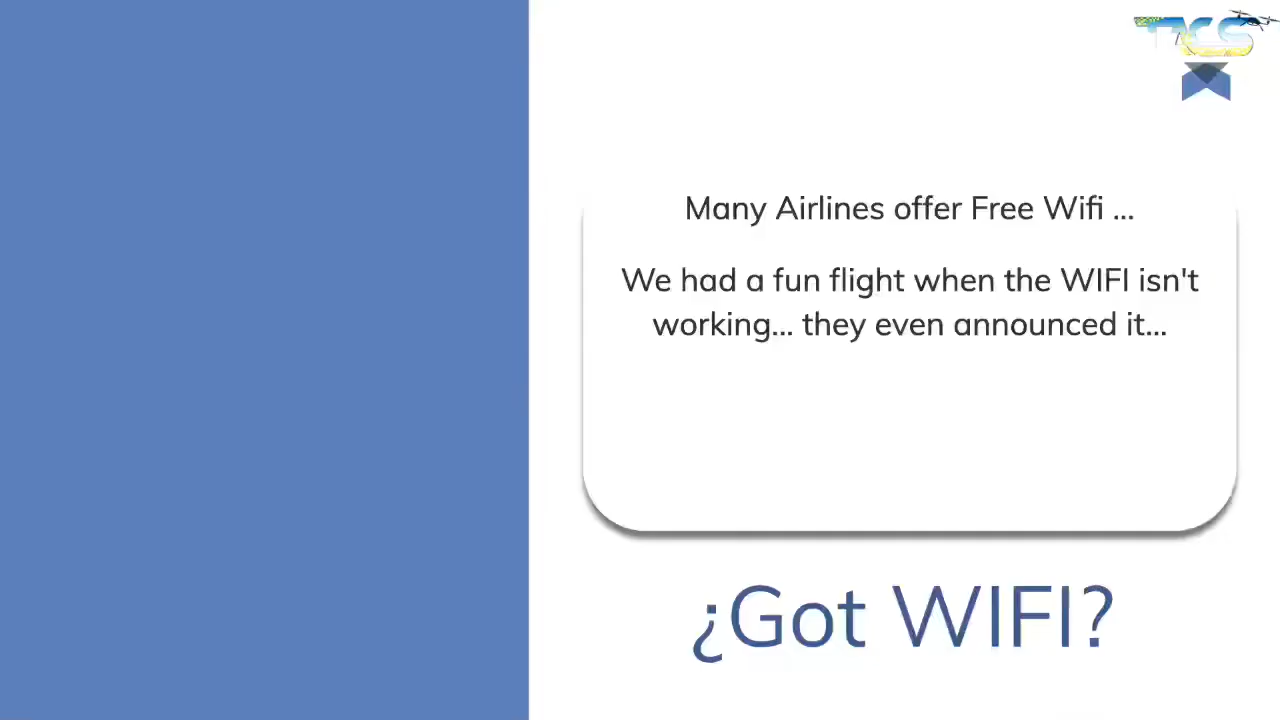 TCS
Many Airlines offer Free Wifi ...
We had a fun flight when the WIFI isn't
working... they even announced it...
¿Got WIFI?